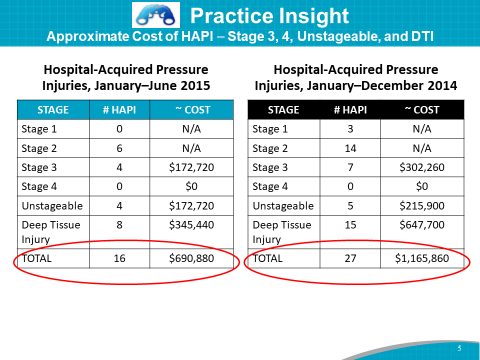 Practice Insight
Approximate Cost of HAPI – Stage 3, 4, Unstageable, and DTI
Hospital-Acquired Pressure
Injuries, January–June 2015
STAGE # HAPI ~ COST
Stage 1 0 N/A
Stage 2 6 N/A
Stage 3 4 $172,720
Stage 4 0 $0
Unstageable 4 $172,720
Deep Tissue 8 $345,440
Injury
TOTAL 16 $690,880
Hospital-Acquired Pressure
Injuries, January–December 2014
STAGE # HAPI ~ COST
Stage 1 3 N/A
Stage 2 14 N/A
Stage 3 7 $302,260
Stage 4 0 $0
Unstageable 5 $215,900
Deep Tissue 15 $647,700
Injury
TOTAL 27 $1,165,860
5